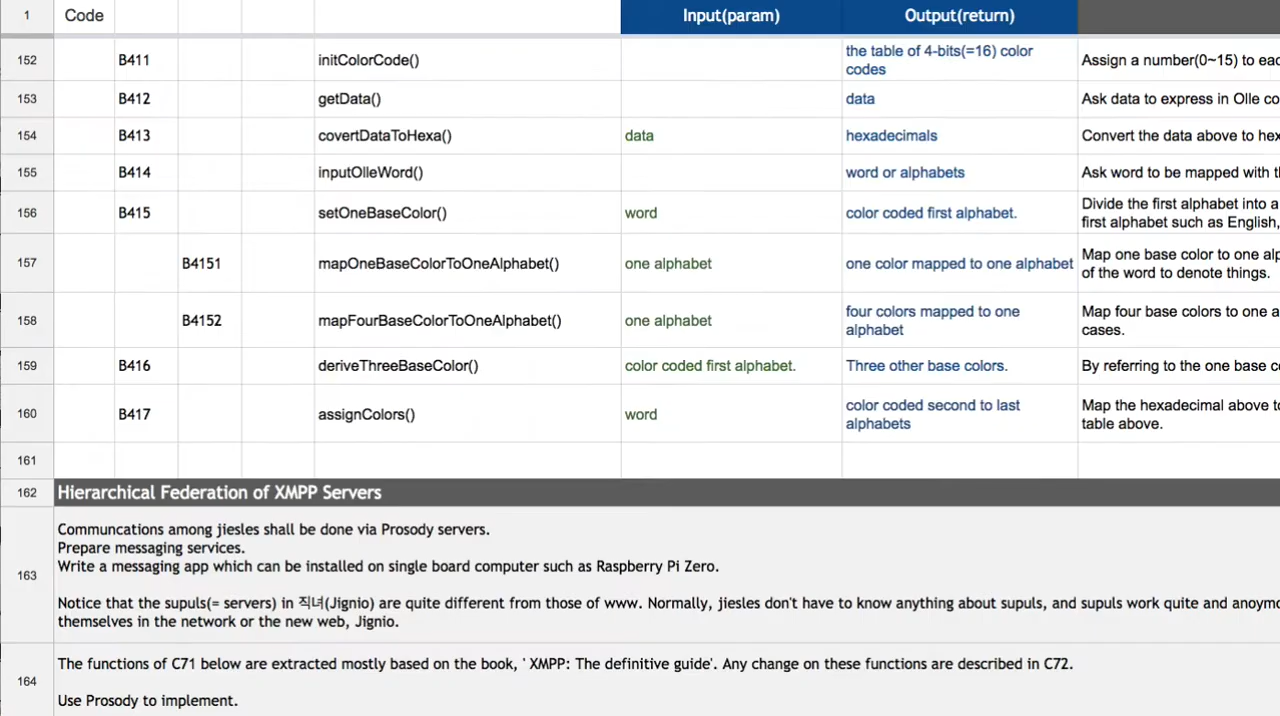 1 Code Input(param) Output(return)
152 B411 initColorCode() the table of 4-bits(=16) color codes Assign a number(0~15) to
153 B412 getData() data Ask data to express in Olle
154 B413 covertDataToHexa() data hexadecimals Convert the data above to
155 B414 inputOlleWord() word or alphabets Ask word to be mapped with
156 B415 setOneBaseColor() word color coded first alphabet. Divide the first alphabet into a
first alphabet such as English,
157 B4151 mapOneBaseColorToOneAlphabet() one alphabet one color mapped to one alphabet Map one base color to one
of the word to denote things.
158 B4152 mapFourBaseColorToOneAlphabet() one alphabet four colors mapped to one alphabet Map four base colors to one
cases.
159 B416 deriveThreeBaseColor() color coded first alphabet. Three other base colors. By referring to the one base
160 B417 assignColors() word color coded second to last alphabets Map the hexadecimal above
table above.
161
162 Hierarchical Federation of XMPP Servers
163 Communcations among jiesles shall be done via Prosody servers.
Prepare messaging services.
Write a messaging app which can be installed on single board computer such as Raspberry Pi Zero.
Notice that the supuls(= servers) in 직녀(Jignio) are quite different from those of www. Normally, jiesles don't have to know anything about supuls, and supuls work quite and
themselves in the network or the new web, Jignio.
164 The functions of C71 below are extracted mostly based on the book, ' XMPP: The definitive guide'. Any change on these functions are described in C72.
Use Prosody to implement.